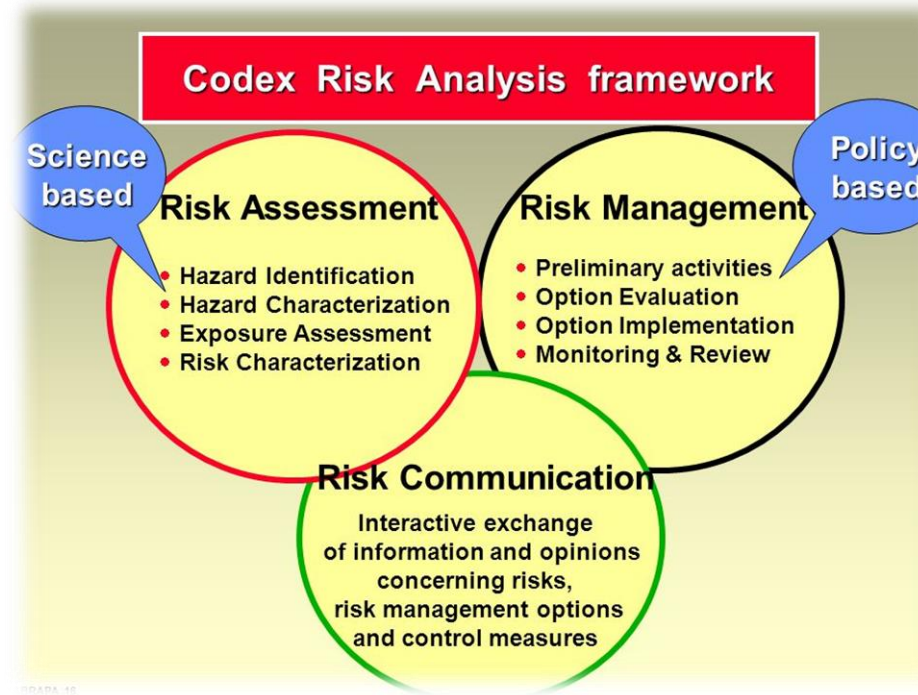 Codex Risk Analysis framework
Science
based
Policy
based
Risk Assessment
• Hazard Identification
• Hazard Characterization
• Exposure Assessment
• Risk Characterization
Risk Management
• Preliminary activities
• Option Evaluation
• Option Implementation
• Monitoring & Review
Risk Communication
Interactive exchange
of information and opinions
concerning risks,
risk management options
and control measures